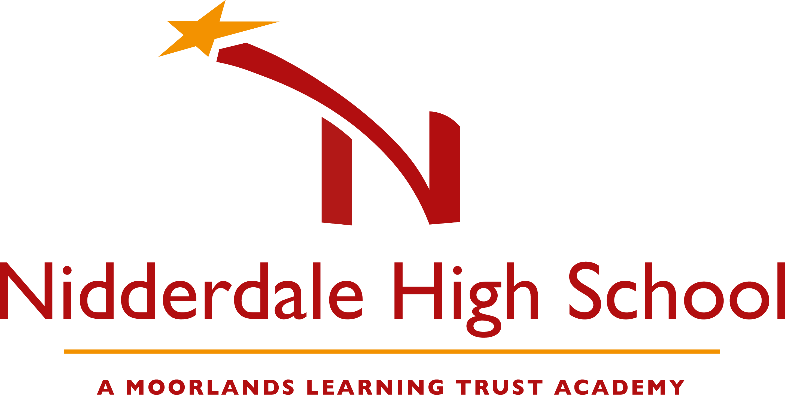 N
Nidderdale High School
A MOORLANDS LEARNING TRUST ACADEMY